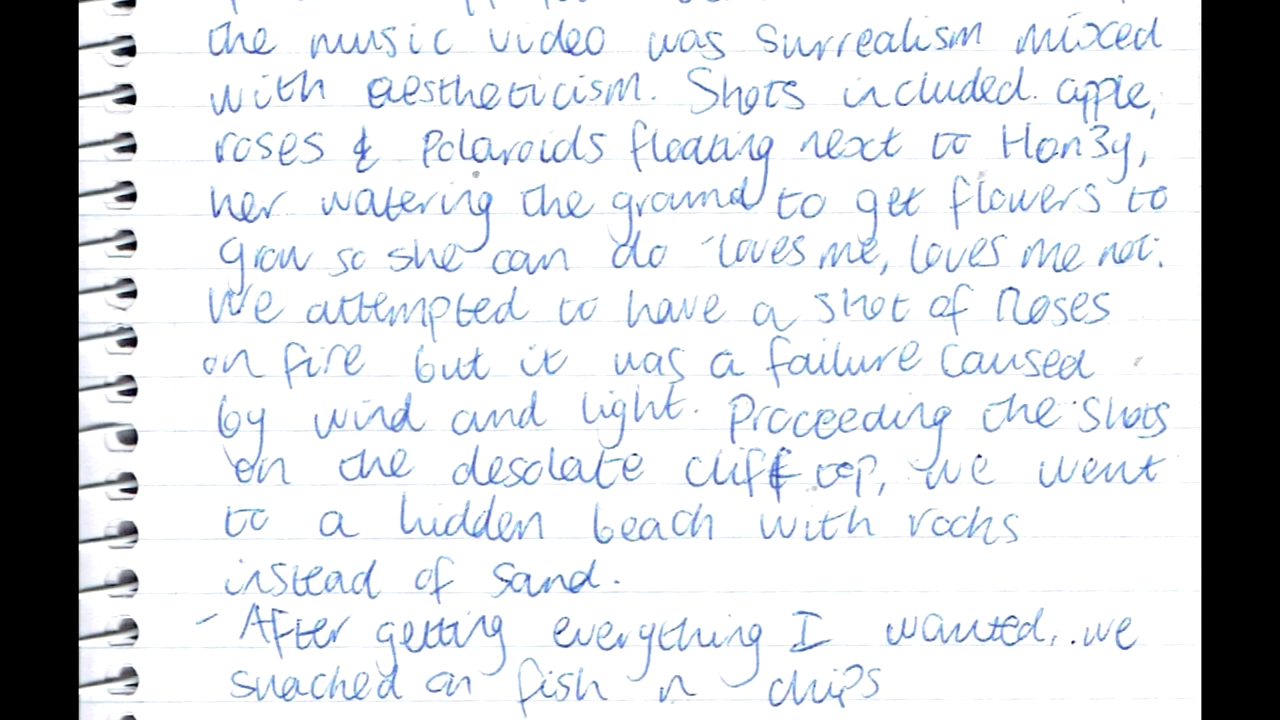 the music video was surrealism mixed
with aestheticism. Shots included. apple,
roses & Polaroids floating next to Hon3y,
her watering the ground to get flowers to
grow so she can do 'loves me, loves me not'.
We attempted to have a shot of Roses
on fire but it was a failure caused
by wind and light. Proceeding the shots
on the desolate cliff top, we went
to a hidden beach with rocks
instead of sand.
- After getting everything I wanted, we
snacked on fish n chips